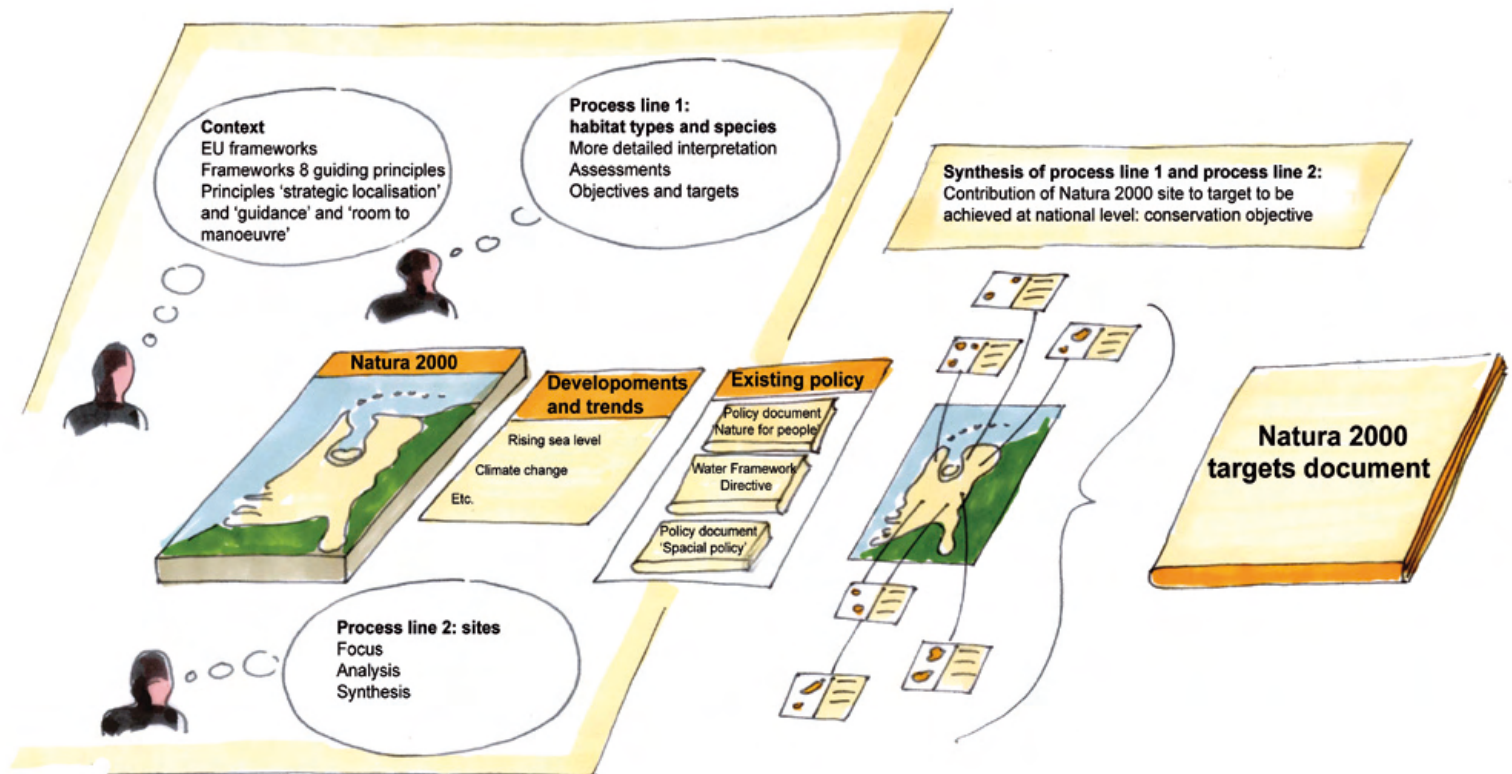 Context
EU frameworks
Frameworks 8 guiding principles
Principles ‘strategic localisation’
and ‘guidance’ and ‘room to
manoeuvre’
Process line 1:
habitat types and species
More detailed interpretation
Assessments
Objectives and targets
Synthesis of process line 1 and process line 2:
Contribution of Natura 2000 site to target to be
achieved at national level: conservation objective
Natura 2000
Developoments
and trends
Rising sea level
Climate change
Etc.
Existing policy
Policy document
‘Nature for people’
Water Framework
Directive
Policy document
‘Spacial policy’
Natura 2000
targets document
Process line 2: sites
Focus
Analysis
Synthesis